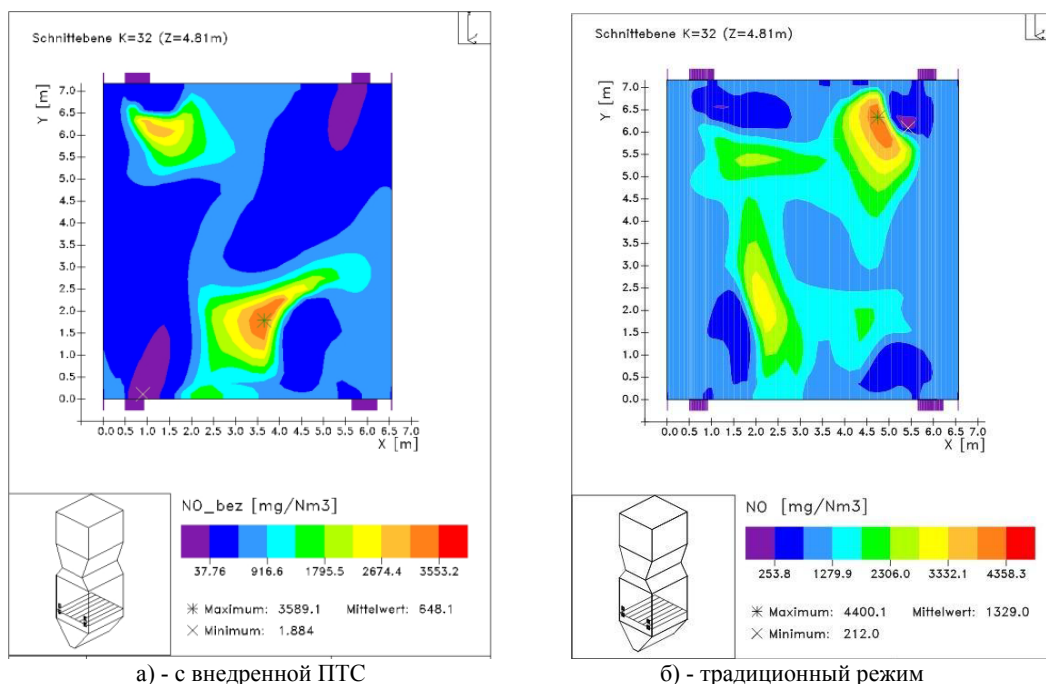 Schnittebene K=32 (Z=4.81m)
Y [m]
7.0
6.5
6.0
5.5
5.0
4.5
4.0
3.5
3.0
2.5
2.0
1.5
1.0
0.5
0.0
0.0 0.5 1.0 1.5 2.0 2.5 3.0 3.5 4.0 4.5 5.0 5.5 6.0 6.5 7.0
X [m]
NO_bez [mg/Nm3]
37.76 916.6 1795.5 2674.4 3553.2
Maximum: 3589.1 Mittelwert: 648.1
Minimum: 1.884
а) - с внедренной ПТС
Schnittebene K=32 (Z=4.81m)
Y [m]
7.0
6.5
6.0
5.5
5.0
4.5
4.0
3.5
3.0
2.5
2.0
1.5
1.0
0.5
0.0
0.0 0.5 1.0 1.5 2.0 2.5 3.0 3.5 4.0 4.5 5.0 5.5 6.0 6.5 7.0
X [m]
NO [mg/Nm3]
253.8 1279.9 2306.0 3332.1 4358.3
Maximum: 4400.1 Mittelwert: 1329.0
Minimum: 212.0
б) - традиционный режим